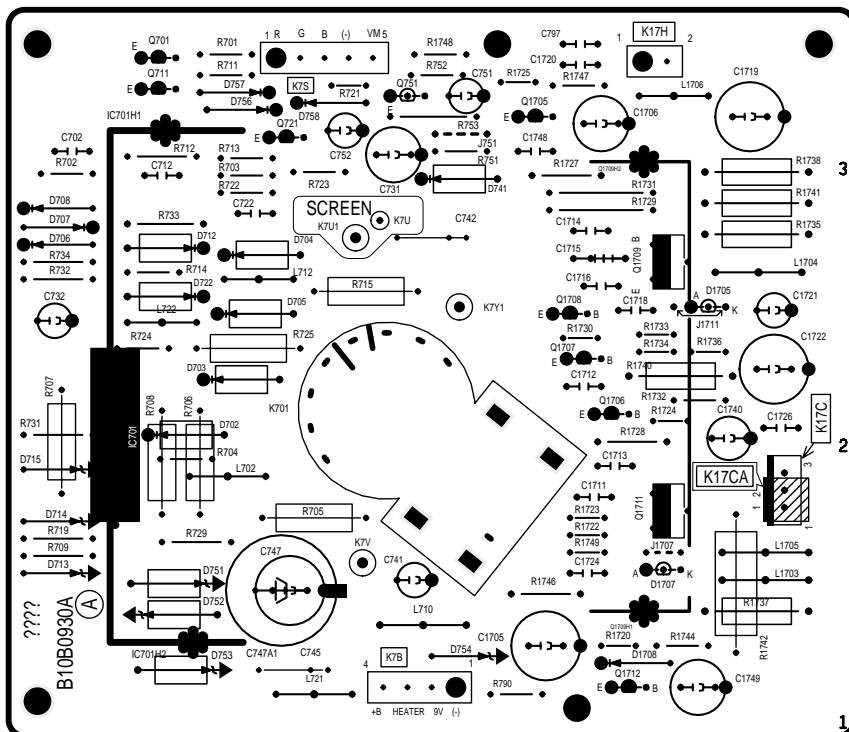 1 R G B (-) VM 5
K17H
1 2
E Q701
R701
R711
E Q711
D757
D756
K7S
D758
R721
R1748
R752
Q751
E
C751
C797
C1720
R1725
R1747
L1706
C1719
IC701H1
E Q721
C752
C731
R753
J751
R751
D741
E Q1705
C1748
C1706
C702
R702
R712
C712
R713
R703
R722
R723
C722
R1727
Q1709H2
R1731
R1729
R1738
3
R1741
R1735
D708
D707
D706
R734
R732
R733
D712
R714
D722
L722
D704
L712
D705
SCREEN
K7U1
K7U
C742
R715
K7Y1
C1714
C1715
C1716
Q1709
B
E
L1704
C732
E Q1708 B
C1718
A D1705 K
J1711
C1721
R724
R725
D703
R1730
Q1707
E B
C1712
R1733
R1734
R1740
R1736
R1732
C1722
R707
R731
D715
IC701
R708
R706
D702
R704
L702
K701
E Q1706 B
R1728
R1724
C1740
C1726
K17C
2
C1713
K17CA
3
2
1
1
D714
R719
R709
D713
R729
R705
C1711
R1723
R1722
R1749
C1724
Q1711
J1707
A D1707 K
L1705
L1703
D751
D752
C747
K7V
C741
R1746
R1737
R1742
????
B10B0930A
A
L710
IC701H2
D753
C747A1
C745
L721
K7B
4 1
+B HEATER 9V (-)
D754
C1705
R790
Q1709H1
R1720
R1744
D1708
E Q1712 B
C1749
1